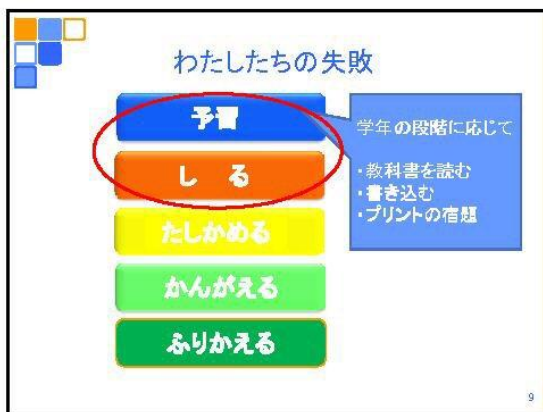 わたしたちの失敗
予習
し る
たしかめる
かんがえる
ふりかえる
学年の段階に応じて
・教科書を読む
・書き込む
・プリントの宿題
9